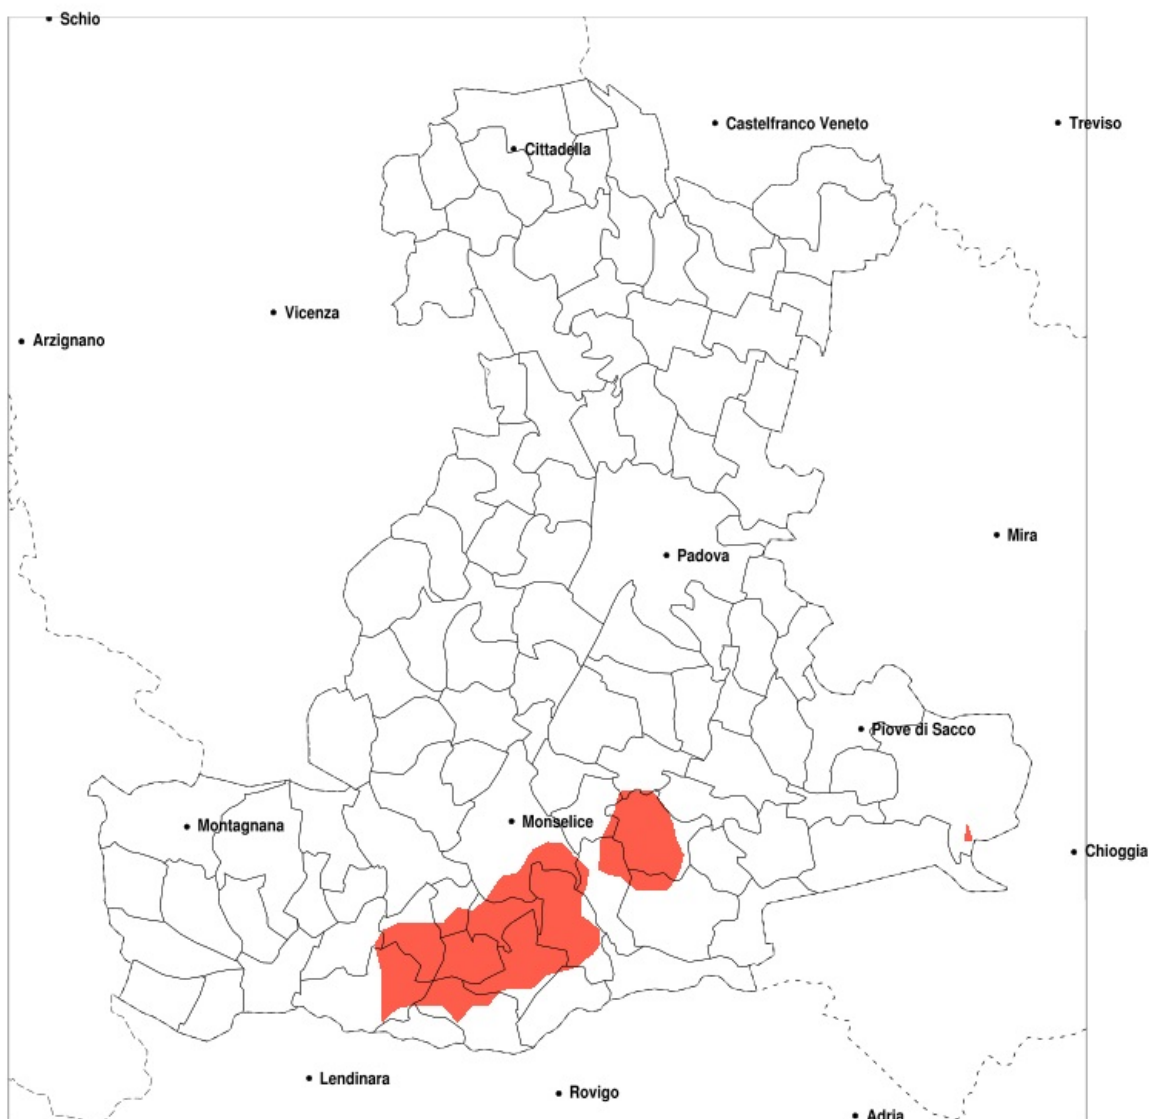 Schio
Castelfranco Veneto
Treviso
Cittadella
Vicenza
Arzignano
Mira
Padova
Piove di Sacco
Montagnana
Monselice
Chioggia
Lendinara
Rovigo
Adria